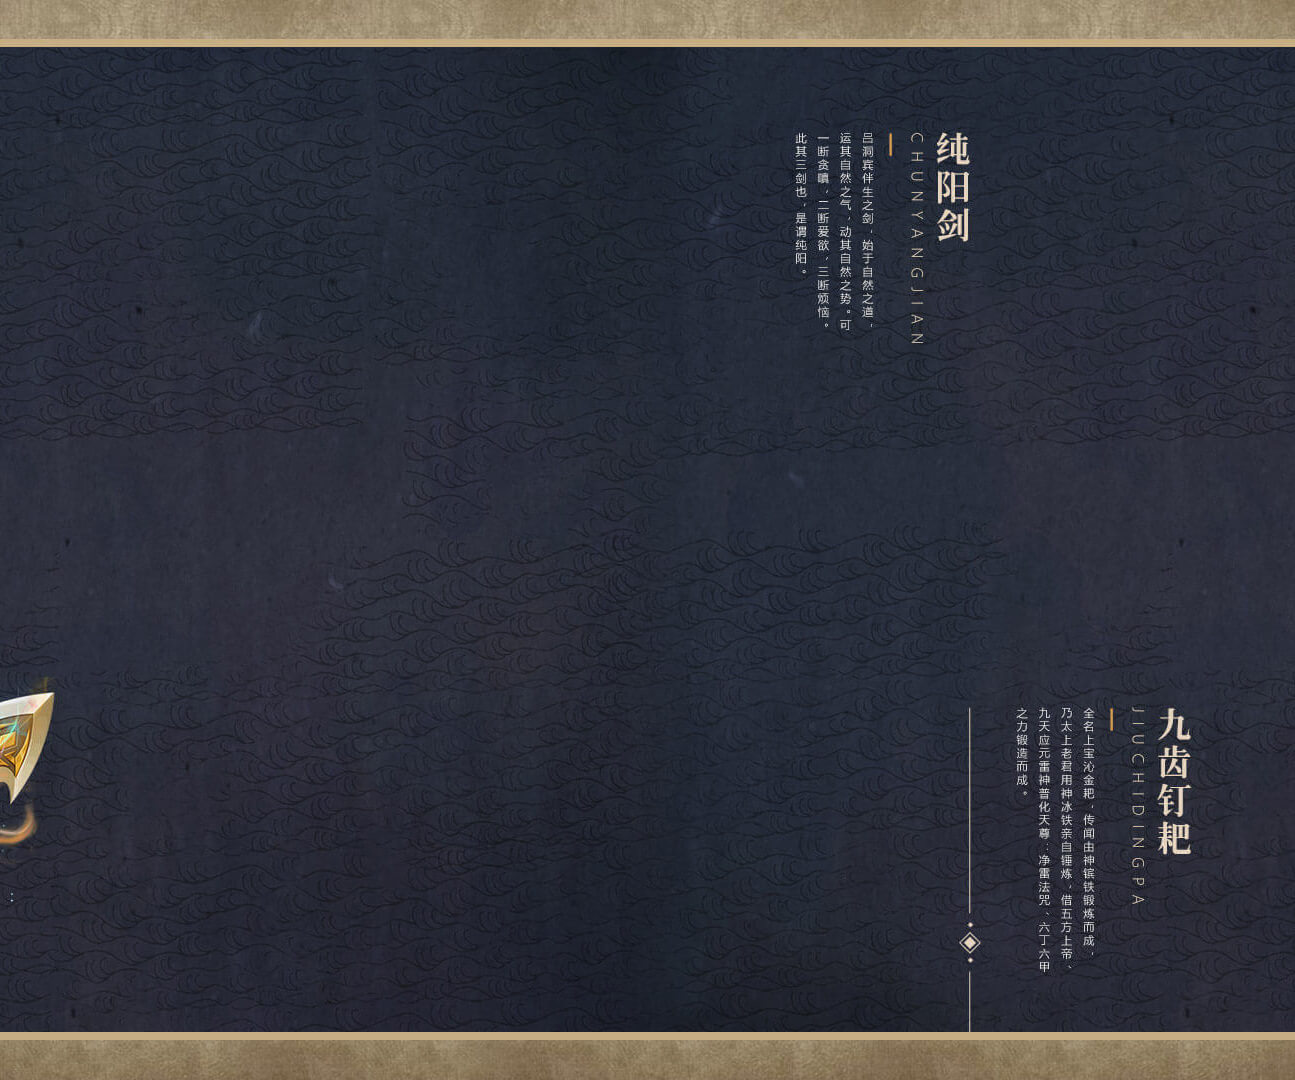 纯阳剑
CHUNYANGJIAN
吕洞宾伴生之剑，始于自然之道，
运其自然之气，动其自然之势。可
一断贪嗔，二断爱欲，三断烦恼。
此其三剑也，是谓纯阳。
九齿钉耙
JIUCHIDINGPA
全名上宝沁金耙，传闻由神镔铁锻炼而成，
乃太上老君用神冰铁亲自锤炼，借五方上帝、
九天应元雷神普化天尊：净雷法咒、六丁六甲
之力锻造而成。